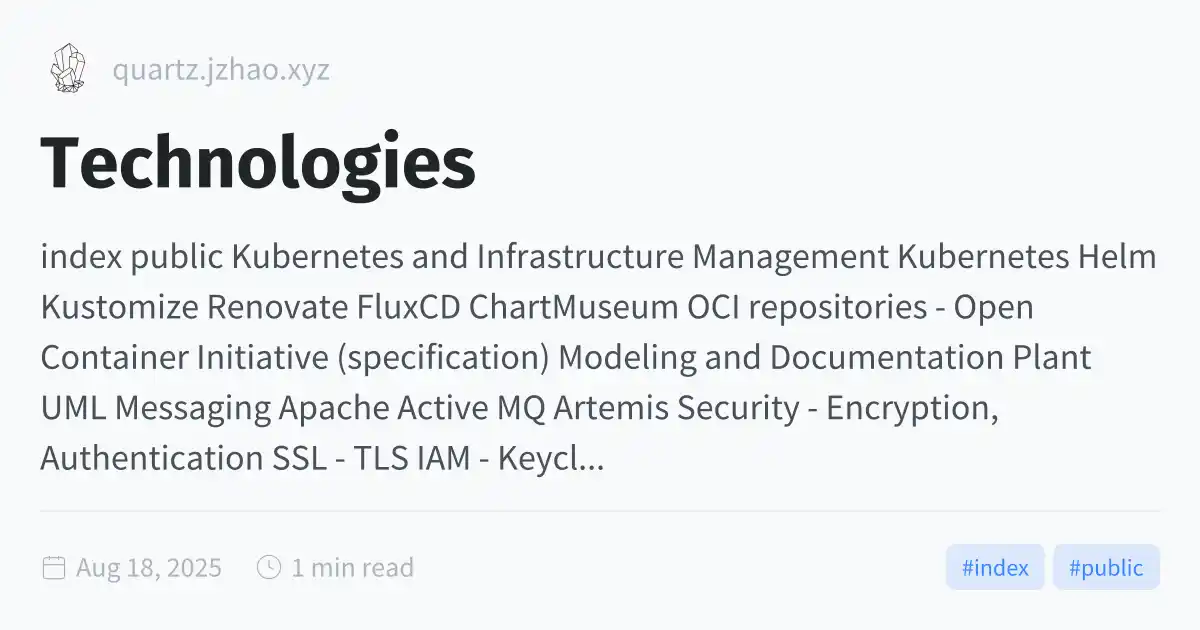 quartz.jzhao.xyz
Technologies
index public Kubernetes and Infrastructure Management Kubernetes Helm
Kustomize Renovate FluxCD ChartMuseum OCI repositories - Open
Container Initiative (specification) Modeling and Documentation Plant
UML Messaging Apache Active MQ Artemis Security - Encryption,
Authentication SSL - TLS IAM - Keycl...
Aug 18, 2025 1 min read #index #public